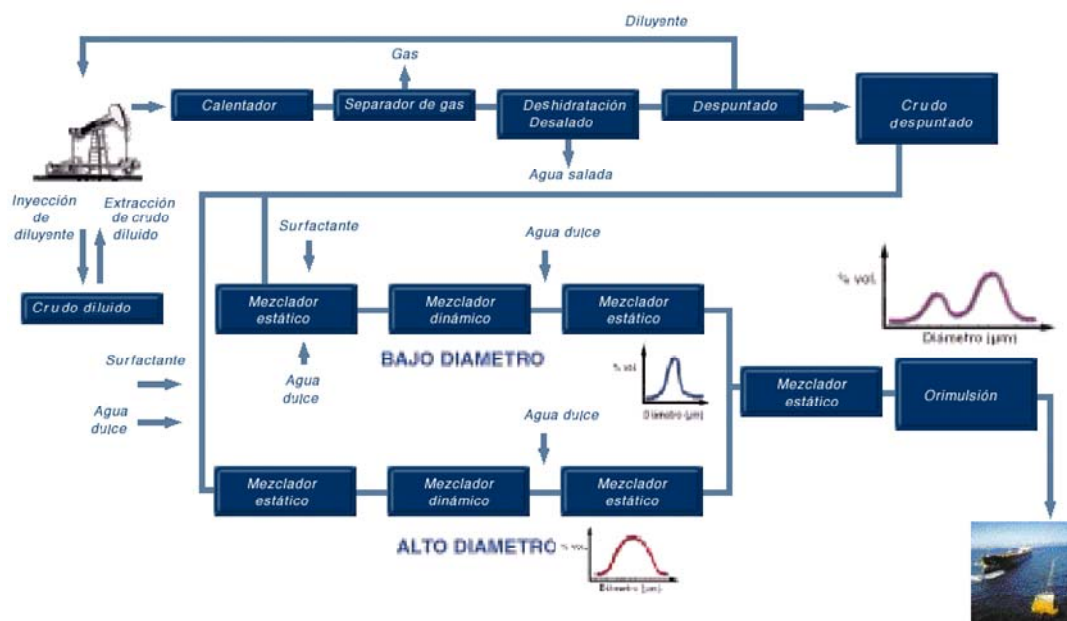 Diluyente
Gas
Calentador
Separador de gas
Deshidratación
Desalado
Despuntado
Crudo
despuntado
Agua salada
Inyección
de
diluyente
Extracción
de crudo
diluido
Crudo diluido
Surfactante
Agua dulce
Mezclador
estático
Mezclador
dinámico
Mezclador
estático
BAJO DIAMETRO
Agua
dulce
% vol.
Diámetro (µm)
% vol.
Diámetro (µm)
Surfactante
Agua
dulce
Mezclador
estático
Orimulsión
Agua dulce
Mezclador
estático
Mezclador
dinámico
Mezclador
estático
ALTO DIAMETRO
% vol.
Diámetro (µm)